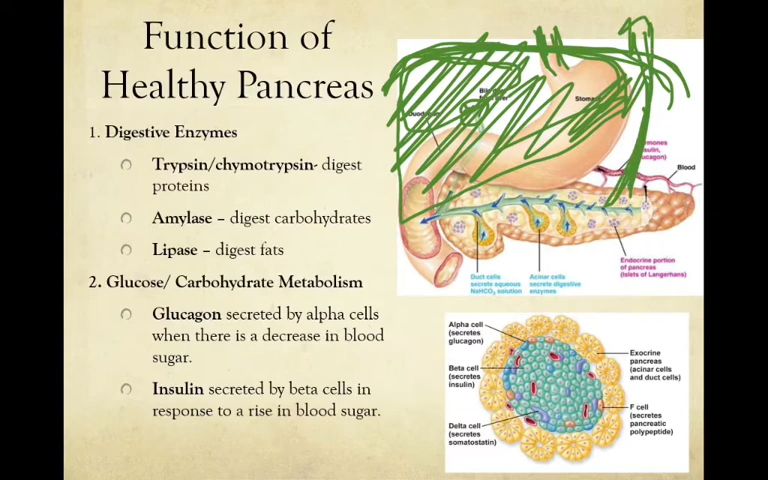 Function of
Healthy Pancreas
1. Digestive Enzymes
Trypsin/chymotrypsin- digest
proteins
Amylase – digest carbohydrates
Lipase – digest fats
2. Glucose/ Carbohydrate Metabolism
Glucagon secreted by alpha cells
when there is a decrease in blood
sugar.
Insulin secreted by beta cells in
response to a rise in blood sugar.
Stomach
Blood
Duct cells
secrete aqueous
NaHCO3 solution
Acinar cells
secrete digestive
enzymes
Endocrine portion
of pancreas
(Islets of Langerhans)
Alpha cell
(secretes
glucagon)
Beta cell
(secretes
insulin)
Delta cell
(secretes
somatostatin)
Exocrine
pancreas
(acinar cells
and duct cells)
F cell
(secretes
pancreatic
polypeptide)